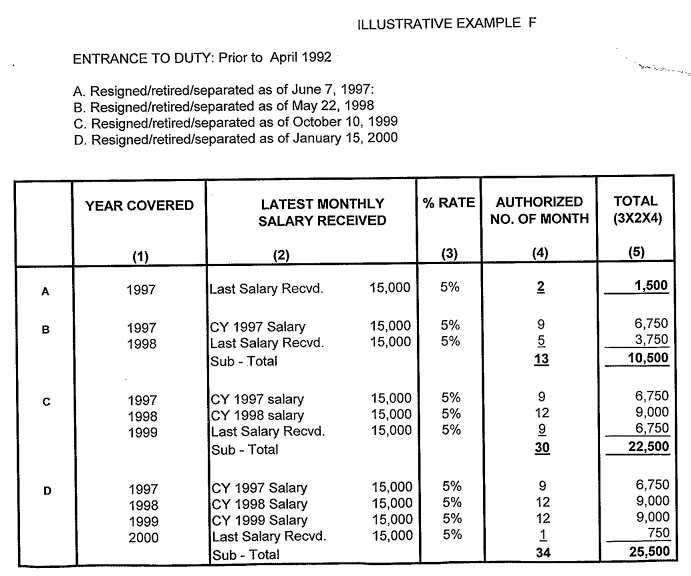 ILLUSTRATIVE EXAMPLE F
ENTRANCE TO DUTY: Prior to April 1992
A. Resigned/retired/separated as of June 7, 1997:
B. Resigned/retired/separated as of May 22, 1998
C. Resigned/retired/separated as of October 10, 1999
D. Resigned/retired/separated as of January 15, 2000
YEAR COVERED LATEST MONTHLY % RATE AUTHORIZED TOTAL
SALARY RECEIVED NO. OF MONTH (3X2X4)
(1) (2) (3) (4) (5)
A 1997 Last Salary Recvd. 15,000 5% 2 1,500
B 1997 CY 1997 Salary 15,000 5% 9 6,750
1998 Last Salary Recvd. 15,000 5% 5 3,750
Sub - Total 13 10,500
C 1997 CY 1997 salary 15,000 5% 9 6,750
1998 CY 1998 salary 15,000 5% 12 9,000
1999 Last Salary Recvd. 15,000 5% 9 6,750
Sub - Total 30 22,500
D 1997 CY 1997 Salary 15,000 5% 9 6,750
1998 CY 1998 Salary 15,000 5% 12 9,000
1999 CY 1999 Salary 15,000 5% 12 9,000
2000 Last Salary Recvd. 15,000 5% 1 750
Sub - Total 34 25,500